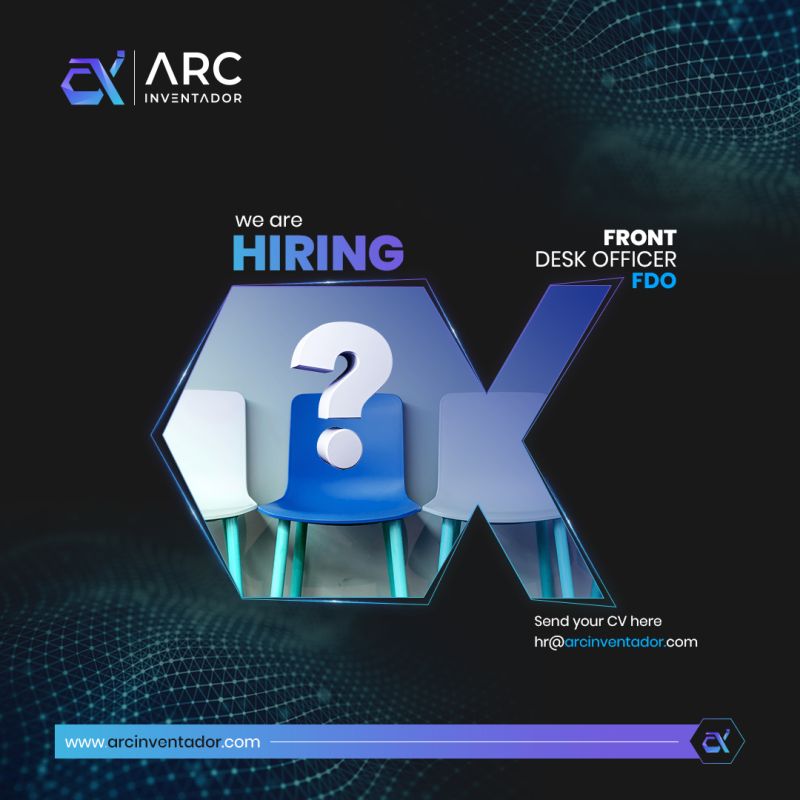 ARC
INVENTADOR
we are
HIRING
FRONT
DESK OFFICER
FDO
?
Send your CV here
hr@arcinventador.com
www.arcinventador.com